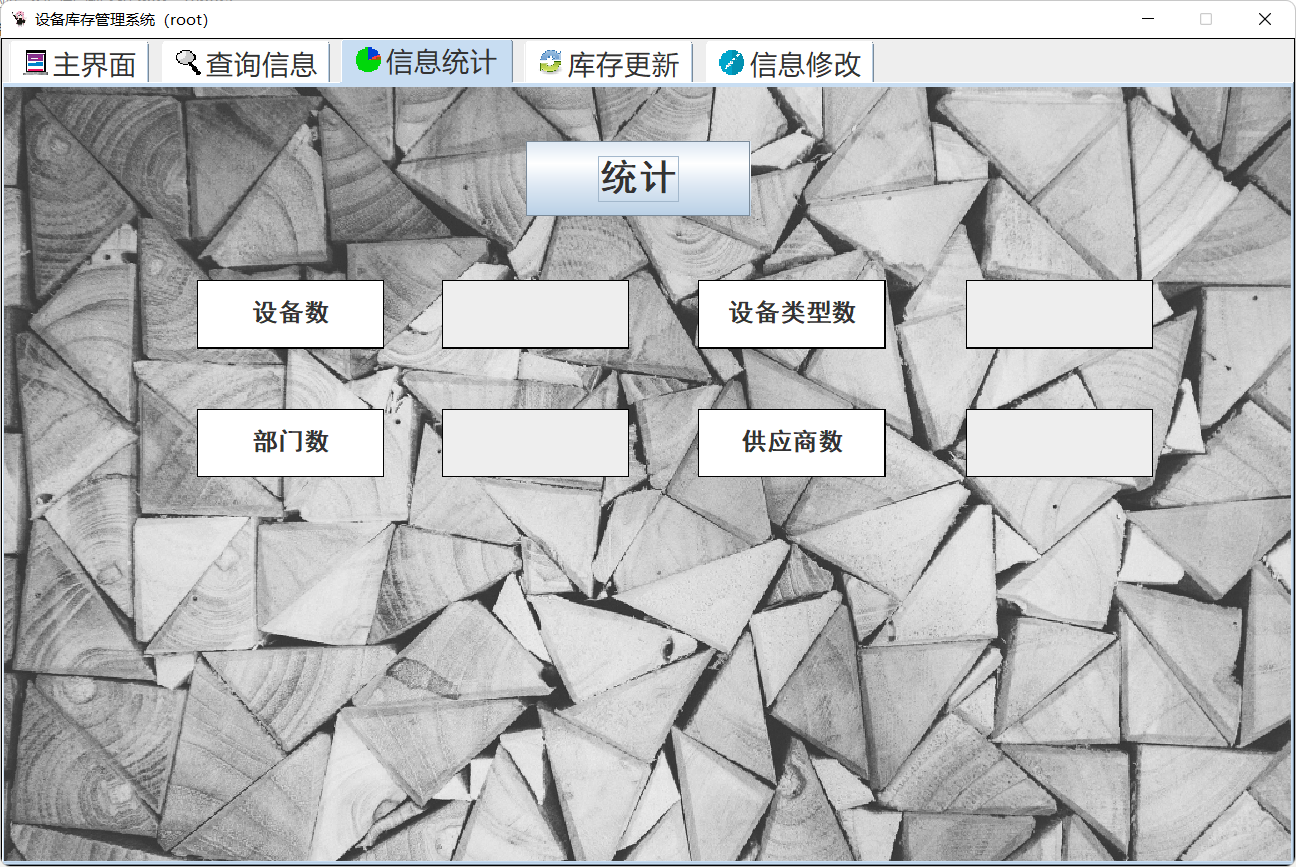 设备库存管理系统（root）
主界面 查询信息 信息统计 库存更新 信息修改
统计
设备数 设备类型数
部门数 供应商数